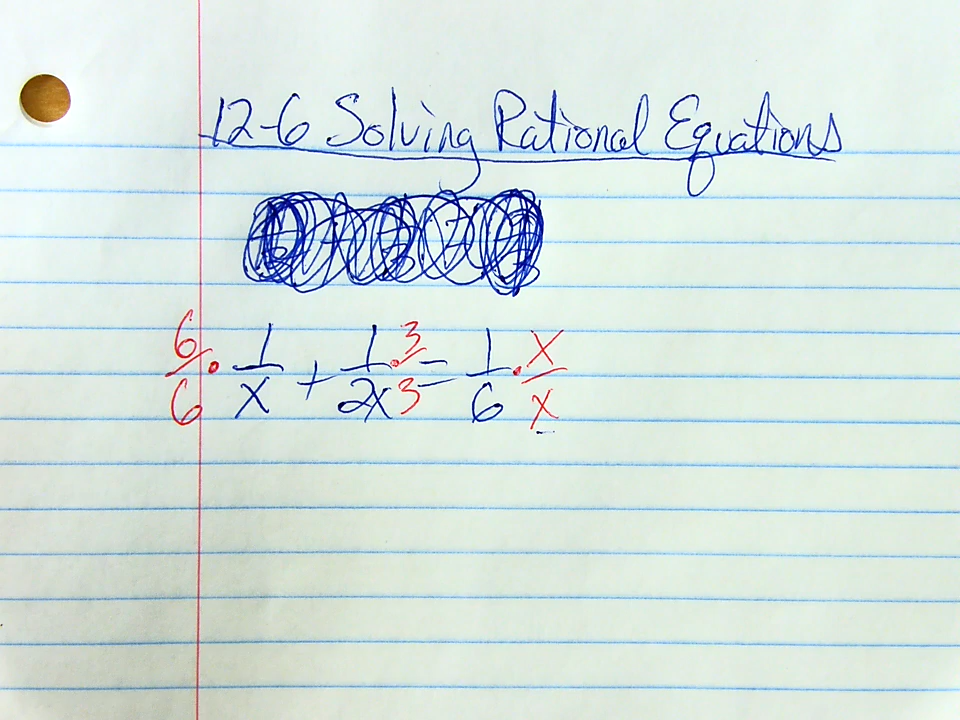 12-6 Solving Rational Equations
6/6 · 1/x + 1/2x · 3/3 = 1/6 · x/x